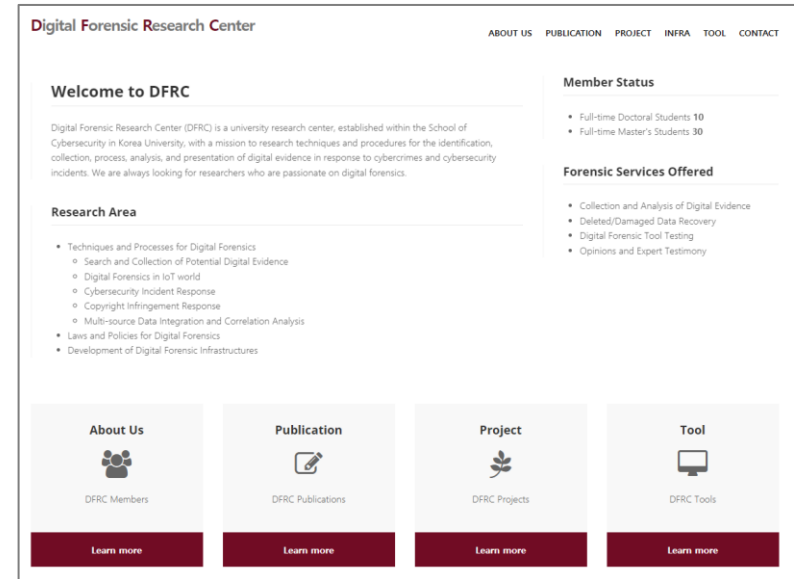 Digital Forensic Research Center
ABOUT US PUBLICATION PROJECT INFRA TOOL CONTACT
Welcome to DFRC
Digital Forensic Research Center (DFRC) is a university research center, established within the School of
Cybersecurity in Korea University, with a mission to research techniques and procedures for the identification,
collection, process, analysis, and presentation of digital evidence in response to cybercrimes and cybersecurity
incidents. We are always looking for researchers who are passionate on digital forensics.
Research Area
Techniques and Processes for Digital Forensics
Search and Collection of Potential Digital Evidence
Digital Forensics in IoT world
Cybersecurity Incident Response
Copyright Infringement Response
Multi-source Data Integration and Correlation Analysis
Laws and Policies for Digital Forensics
Development of Digital Forensic Infrastructures
Member Status
Full-time Doctoral Students 10
Full-time Master's Students 30
Forensic Services Offered
Collection and Analysis of Digital Evidence
Deleted/Damaged Data Recovery
Digital Forensic Tool Testing
Opinions and Expert Testimony
About Us
DFRC Members
Learn more
Publication
DFRC Publications
Learn more
Project
DFRC Projects
Learn more
Tool
DFRC Tools
Learn more